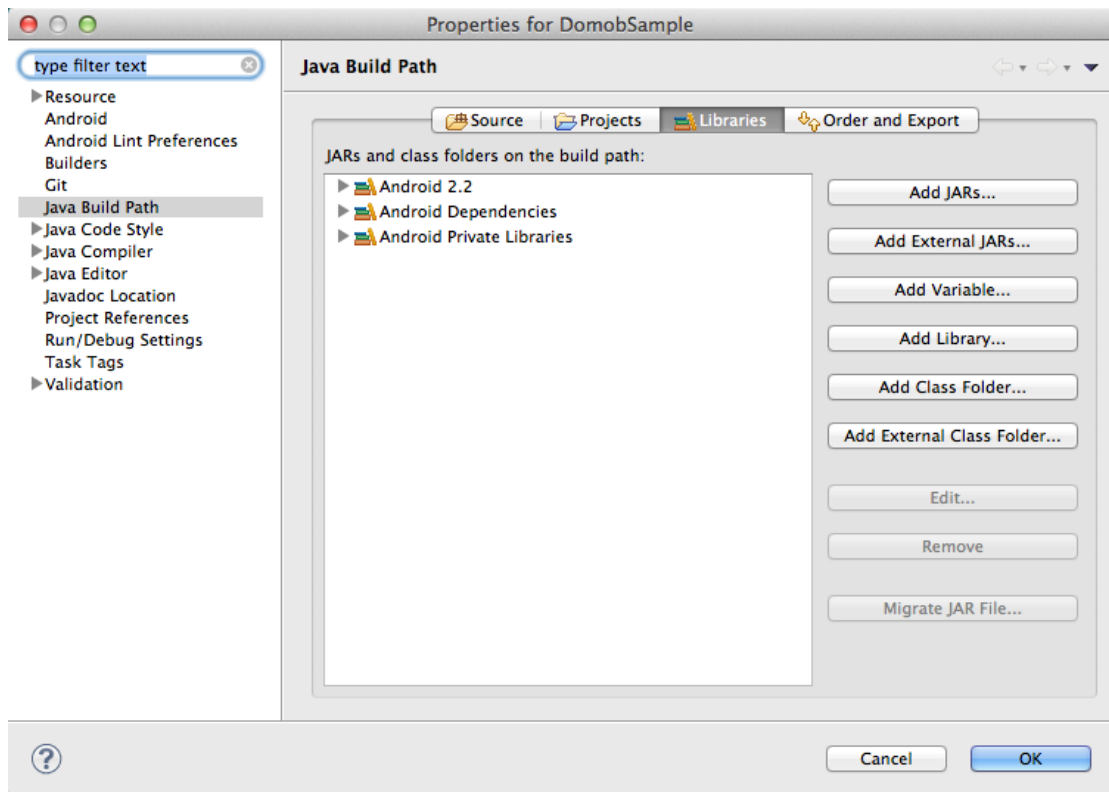 Properties for DomobSample
type filter text
Resource
Android
Android Lint Preferences
Builders
Git
Java Build Path
Java Code Style
Java Compiler
Java Editor
Javadoc Location
Project References
Run/Debug Settings
Task Tags
Validation
Java Build Path
Source Projects Libraries Order and Export
JARs and class folders on the build path:
Android 2.2
Android Dependencies
Android Private Libraries
Add JARs...
Add External JARs...
Add Variable...
Add Library...
Add Class Folder...
Add External Class Folder...
Edit...
Remove
Migrate JAR File...
?
Cancel OK